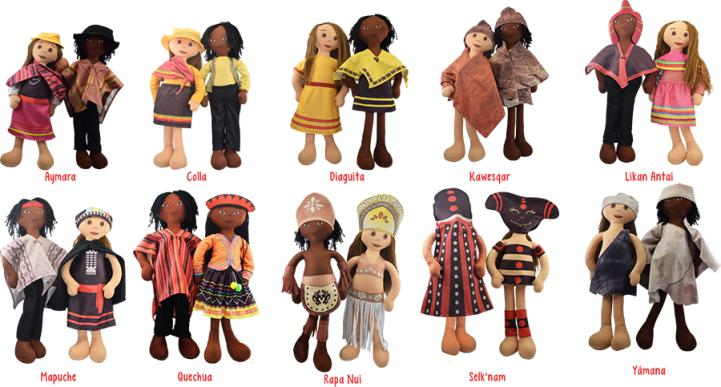 Aymara
Colla
Diaguita
Kawesqar
Likan Antai
Mapuche
Quechua
Rapa Nui
Selk'nam
Yámana